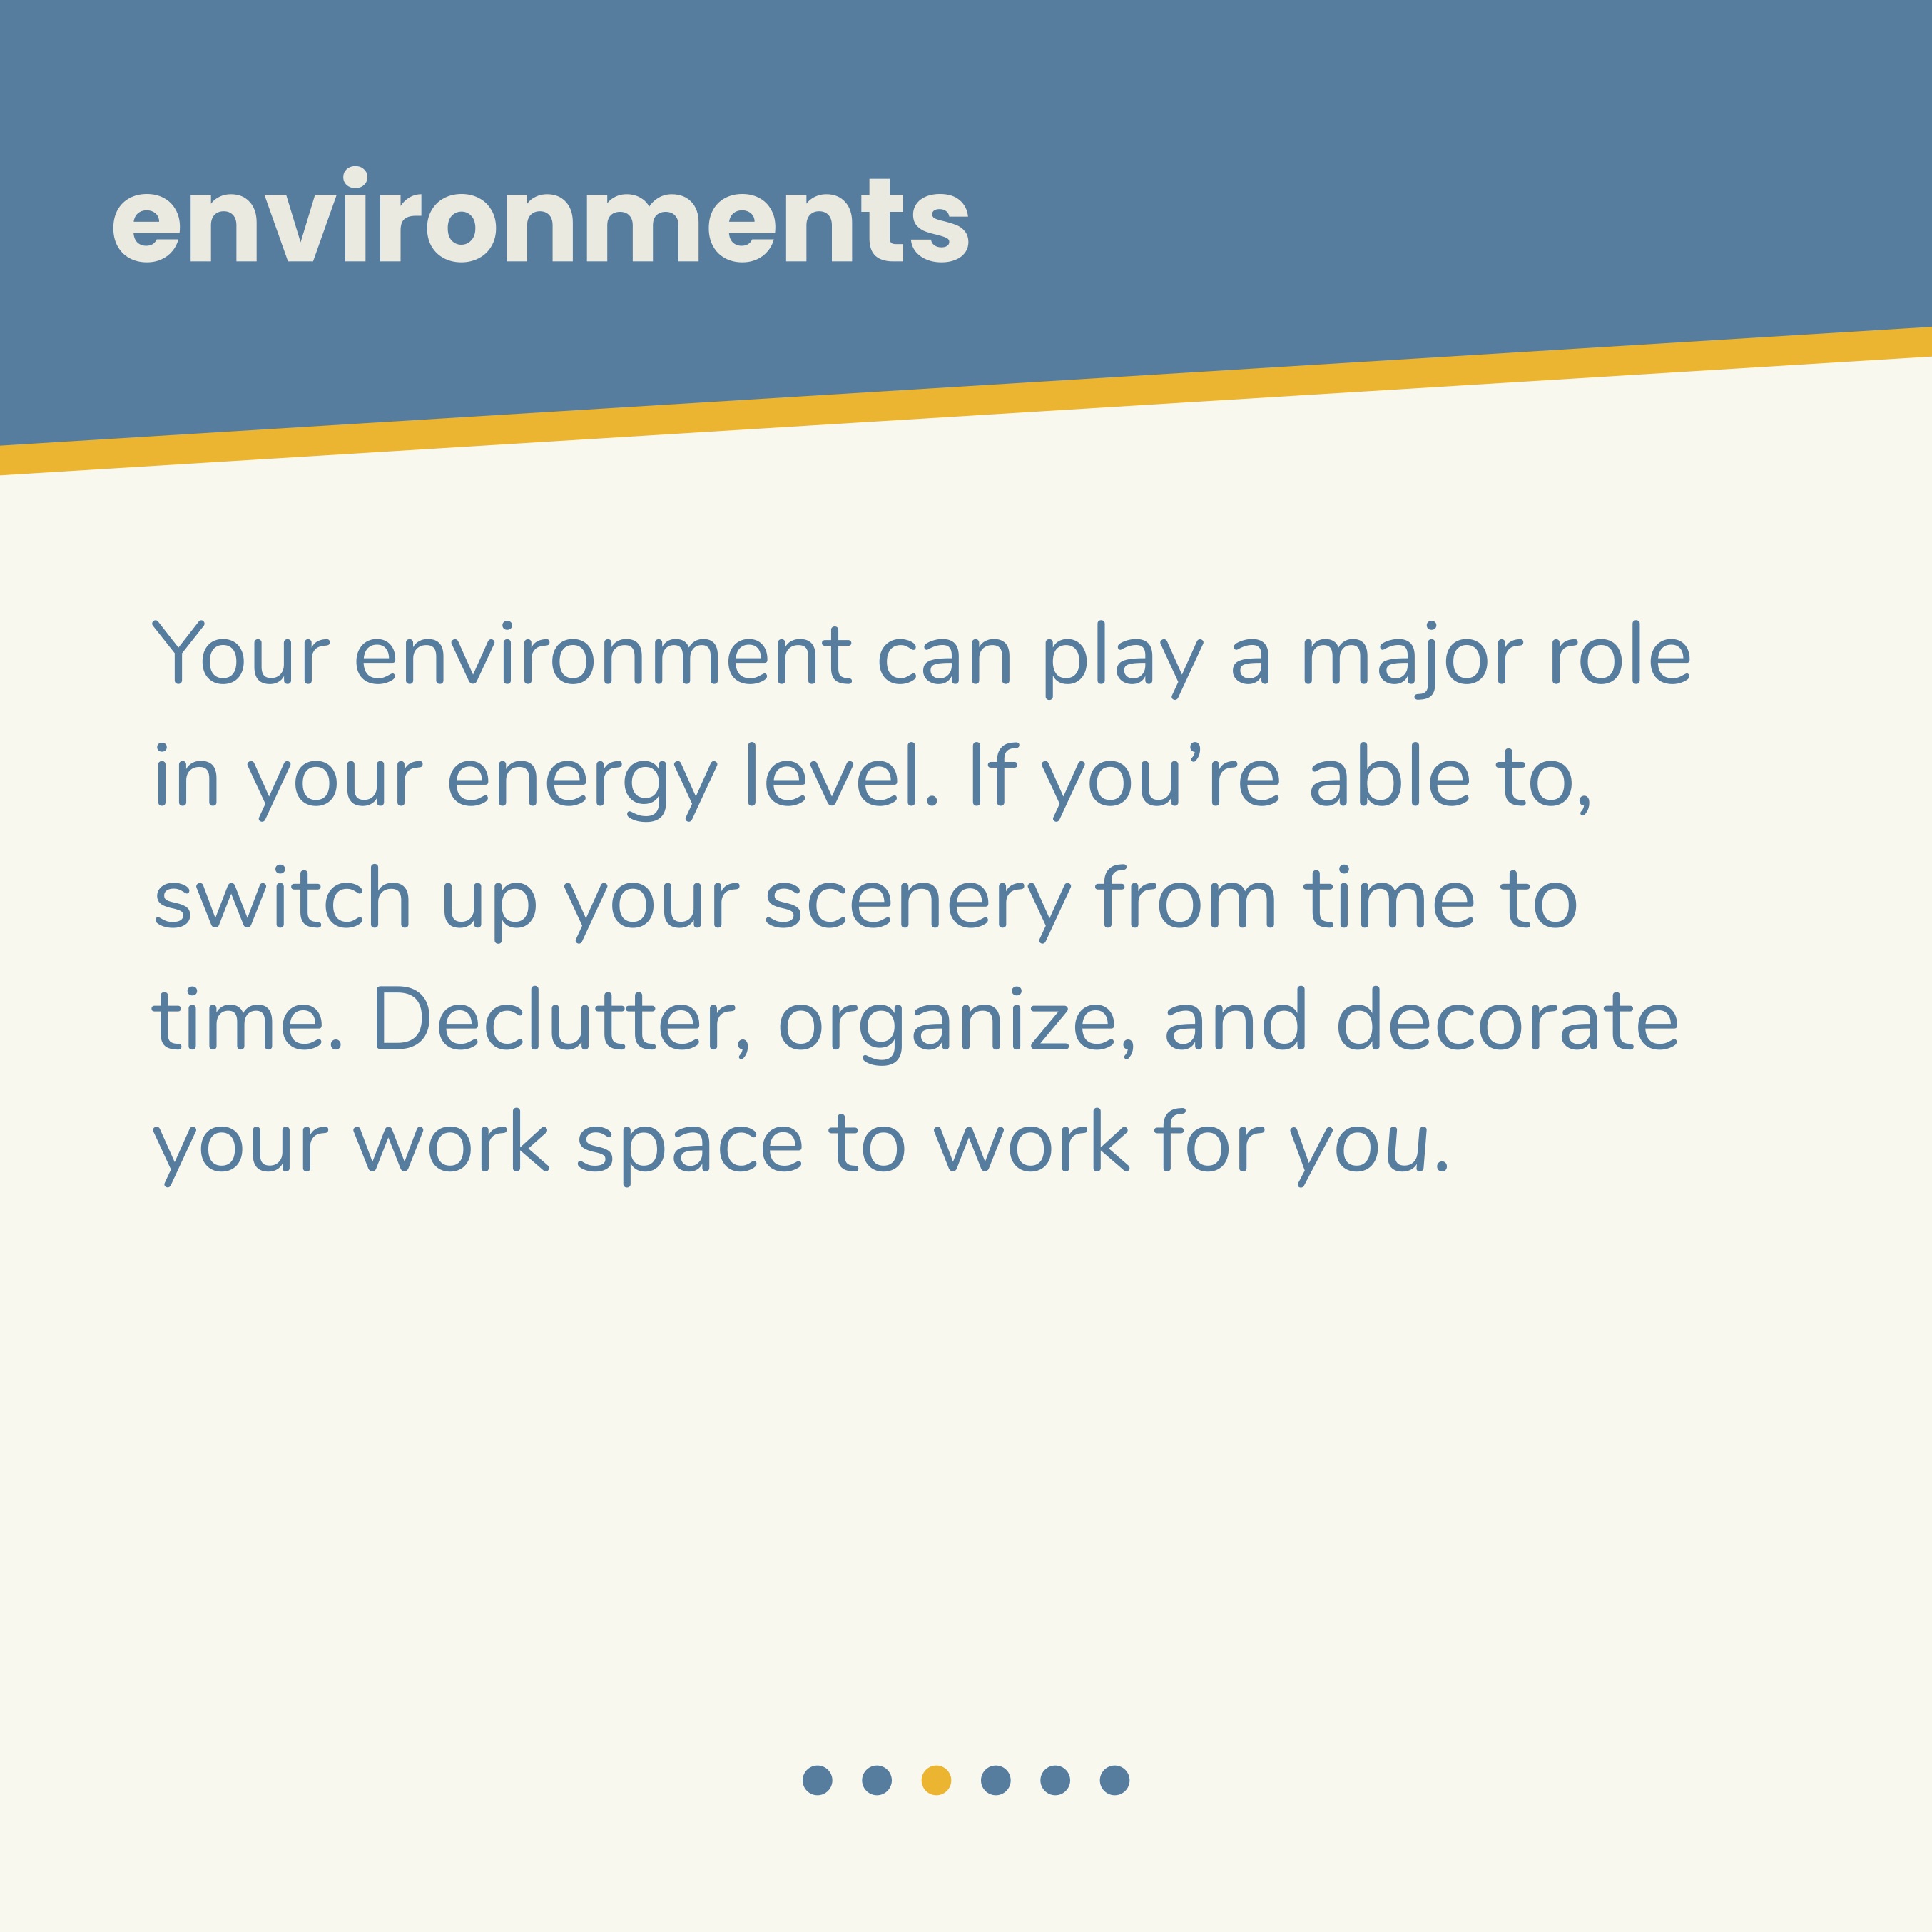 environments
Your environment can play a major role
in your energy level. If you’re able to,
switch up your scenery from time to
time. Declutter, organize, and decorate
your work space to work for you.